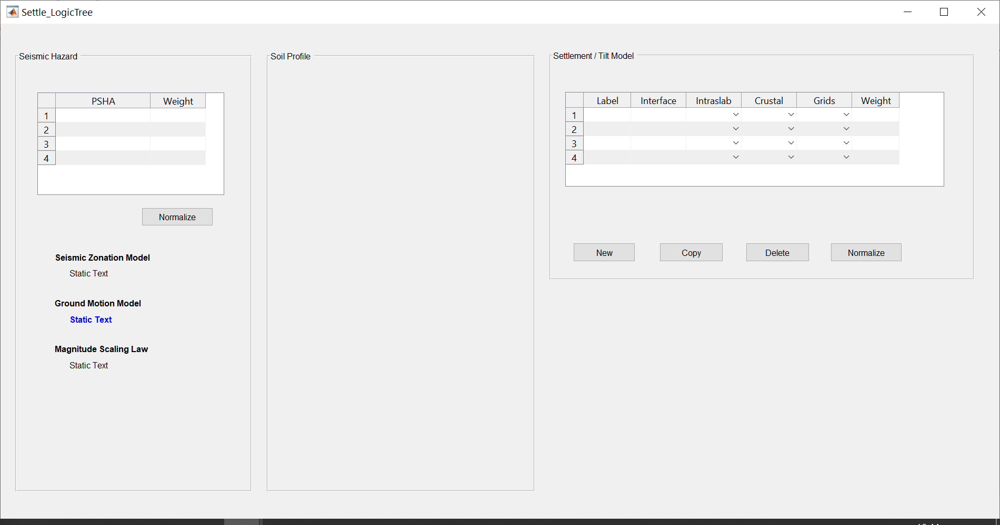 Settle_LogicTree
Seismic Hazard
PSHA Weight
1
2
3
4
Normalize
Seismic Zonation Model
Static Text
Ground Motion Model
Static Text
Magnitude Scaling Law
Static Text
Soil Profile
Settlement / Tilt Model
Label Interface Intraslab Crustal Grids Weight
1
2
3
4
New Copy Delete Normalize